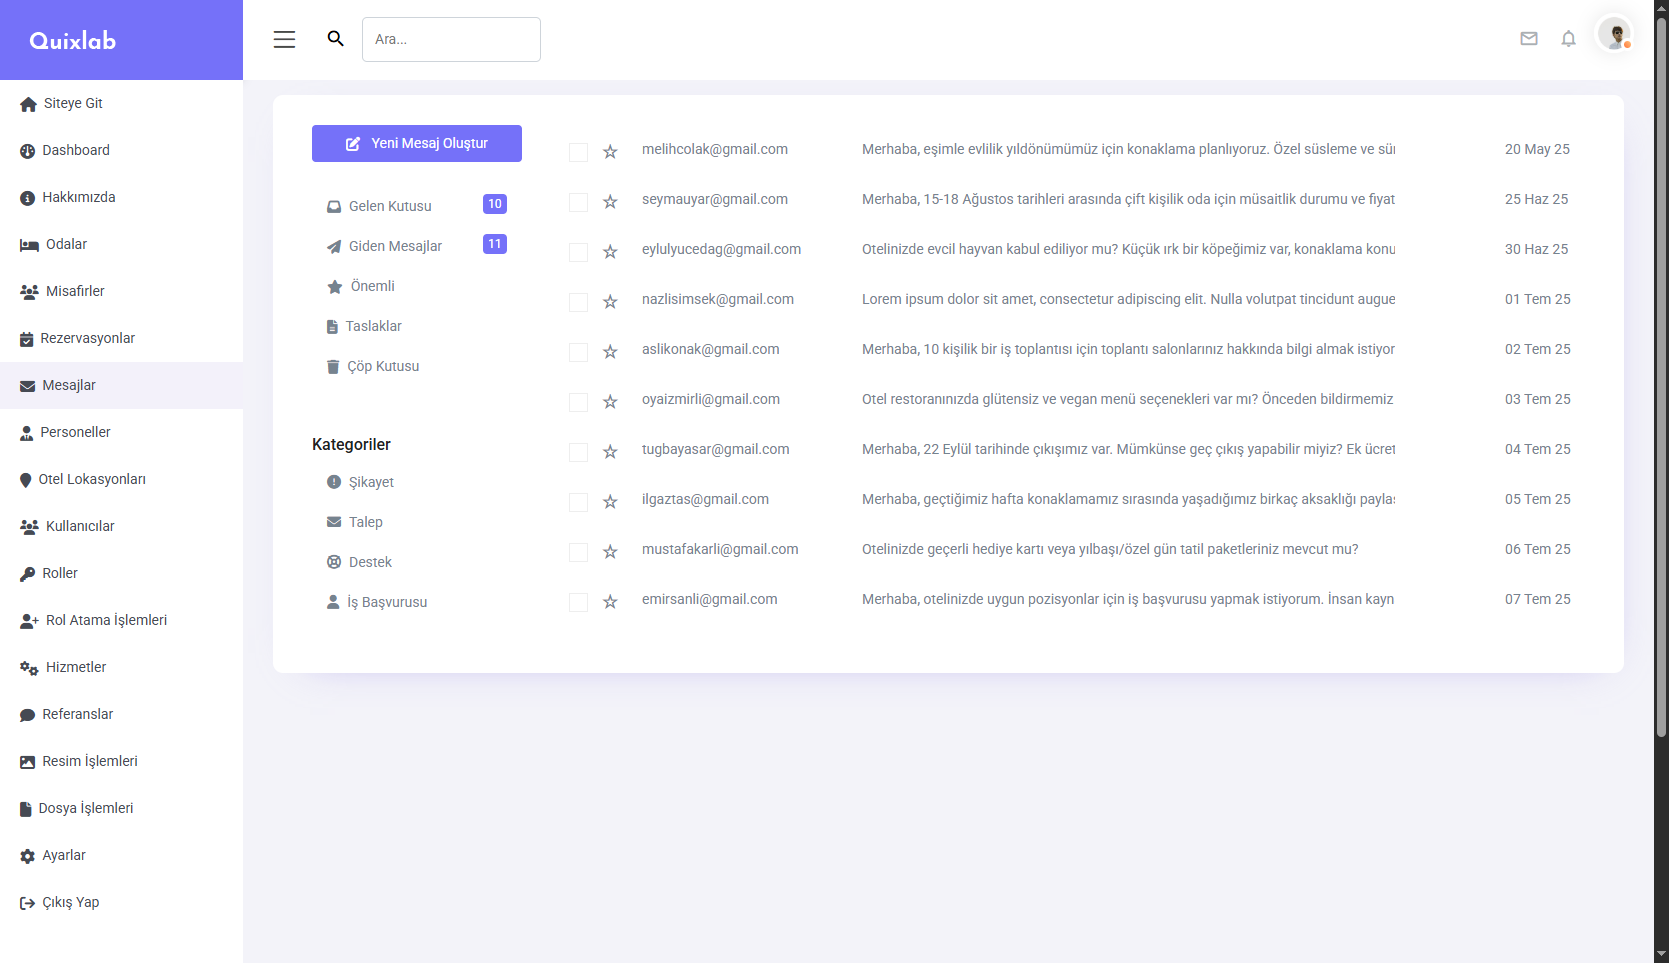 Quixlab
Ara...
Siteye Git
Dashboard
Hakkımızda
Odalar
Misafirler
Rezervasyonlar
Mesajlar
Personeller
Otel Lokasyonları
Kullanıcılar
Roller
Rol Atama İşlemleri
Hizmetler
Referanslar
Resim İşlemleri
Dosya İşlemleri
Ayarlar
Çıkış Yap
Yeni Mesaj Oluştur
Gelen Kutusu 10
Giden Mesajlar 11
Önemli
Taslaklar
Çöp Kutusu
Kategoriler
Şikayet
Talep
Destek
İş Başvurusu
melihcolak@gmail.com Merhaba, eşimle evlilik yıldönümümüz için konaklama planlıyoruz. Özel süsleme ve sür 20 May 25
seymauyar@gmail.com Merhaba, 15-18 Ağustos tarihleri arasında çift kişilik oda için müsaitlik durumu ve fiyat 25 Haz 25
eylulyucedag@gmail.com Otelinizde evcil hayvan kabul ediliyor mu? Küçük ırk bir köpeğimiz var, konaklama konu 30 Haz 25
nazlisimsek@gmail.com Lorem ipsum dolor sit amet, consectetur adipiscing elit. Nulla volutpat tincidunt augue 01 Tem 25
aslikonak@gmail.com Merhaba, 10 kişilik bir iş toplantısı için toplantı salonlarınız hakkında bilgi almak istiyor 02 Tem 25
oyaizmirli@gmail.com Otel restoranınızda glütensiz ve vegan menü seçenekleri var mı? Önceden bildirmemiz 03 Tem 25
tugbayasar@gmail.com Merhaba, 22 Eylül tarihinde çıkışımız var. Mümkünse geç çıkış yapabilir miyiz? Ek ücret 04 Tem 25
ilgaztas@gmail.com Merhaba, geçtiğimiz hafta konaklamamız sırasında yaşadığımız birkaç aksaklığı paylaş 05 Tem 25
mustafakarli@gmail.com Otelinizde geçerli hediye kartı veya yılbaşı/özel gün tatil paketleriniz mevcut mu? 06 Tem 25
emirsanli@gmail.com Merhaba, otelinizde uygun pozisyonlar için iş başvurusu yapmak istiyorum. İnsan kayn 07 Tem 25